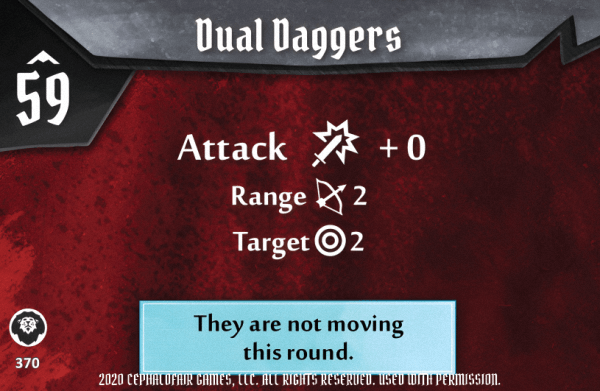 Dual Daggers
59
Attack + 0
Range 2
Target 2
They are not moving
this round.
370
2020 CEPHALOFAIR GAMES, LLC. ALL RIGHTS RESERVED. USED WITH PERMISSION.